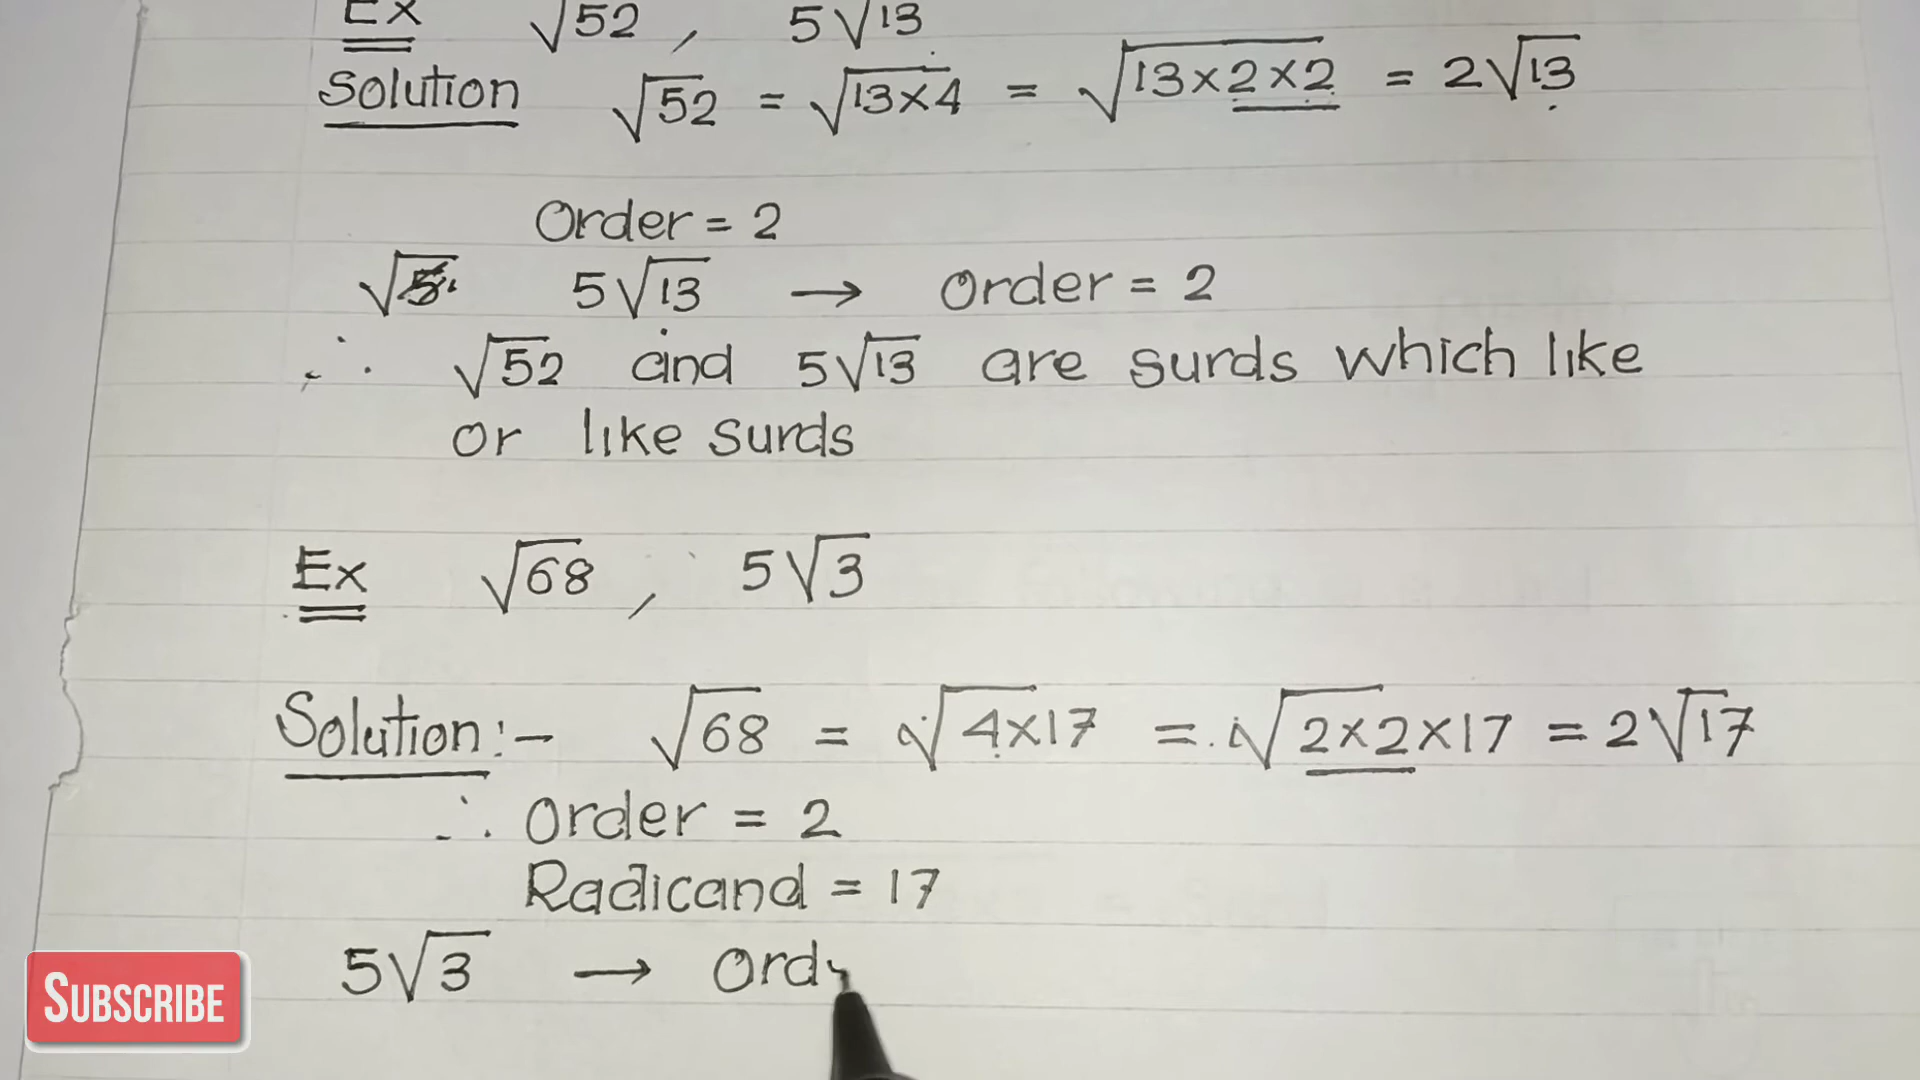 Ex √52 , 5√13
Solution √52 = √13×4 = √13×2×2 = 2√13
Order = 2
√5 5√13 → Order = 2
∴ √52 and 5√13 are surds which like
or like surds
Ex √68 , 5√3
Solution:- √68 = √4×17 = √2×2×17 = 2√17
∴ Order = 2
Radicand = 17
5√3 → Ord
SUBSCRIBE